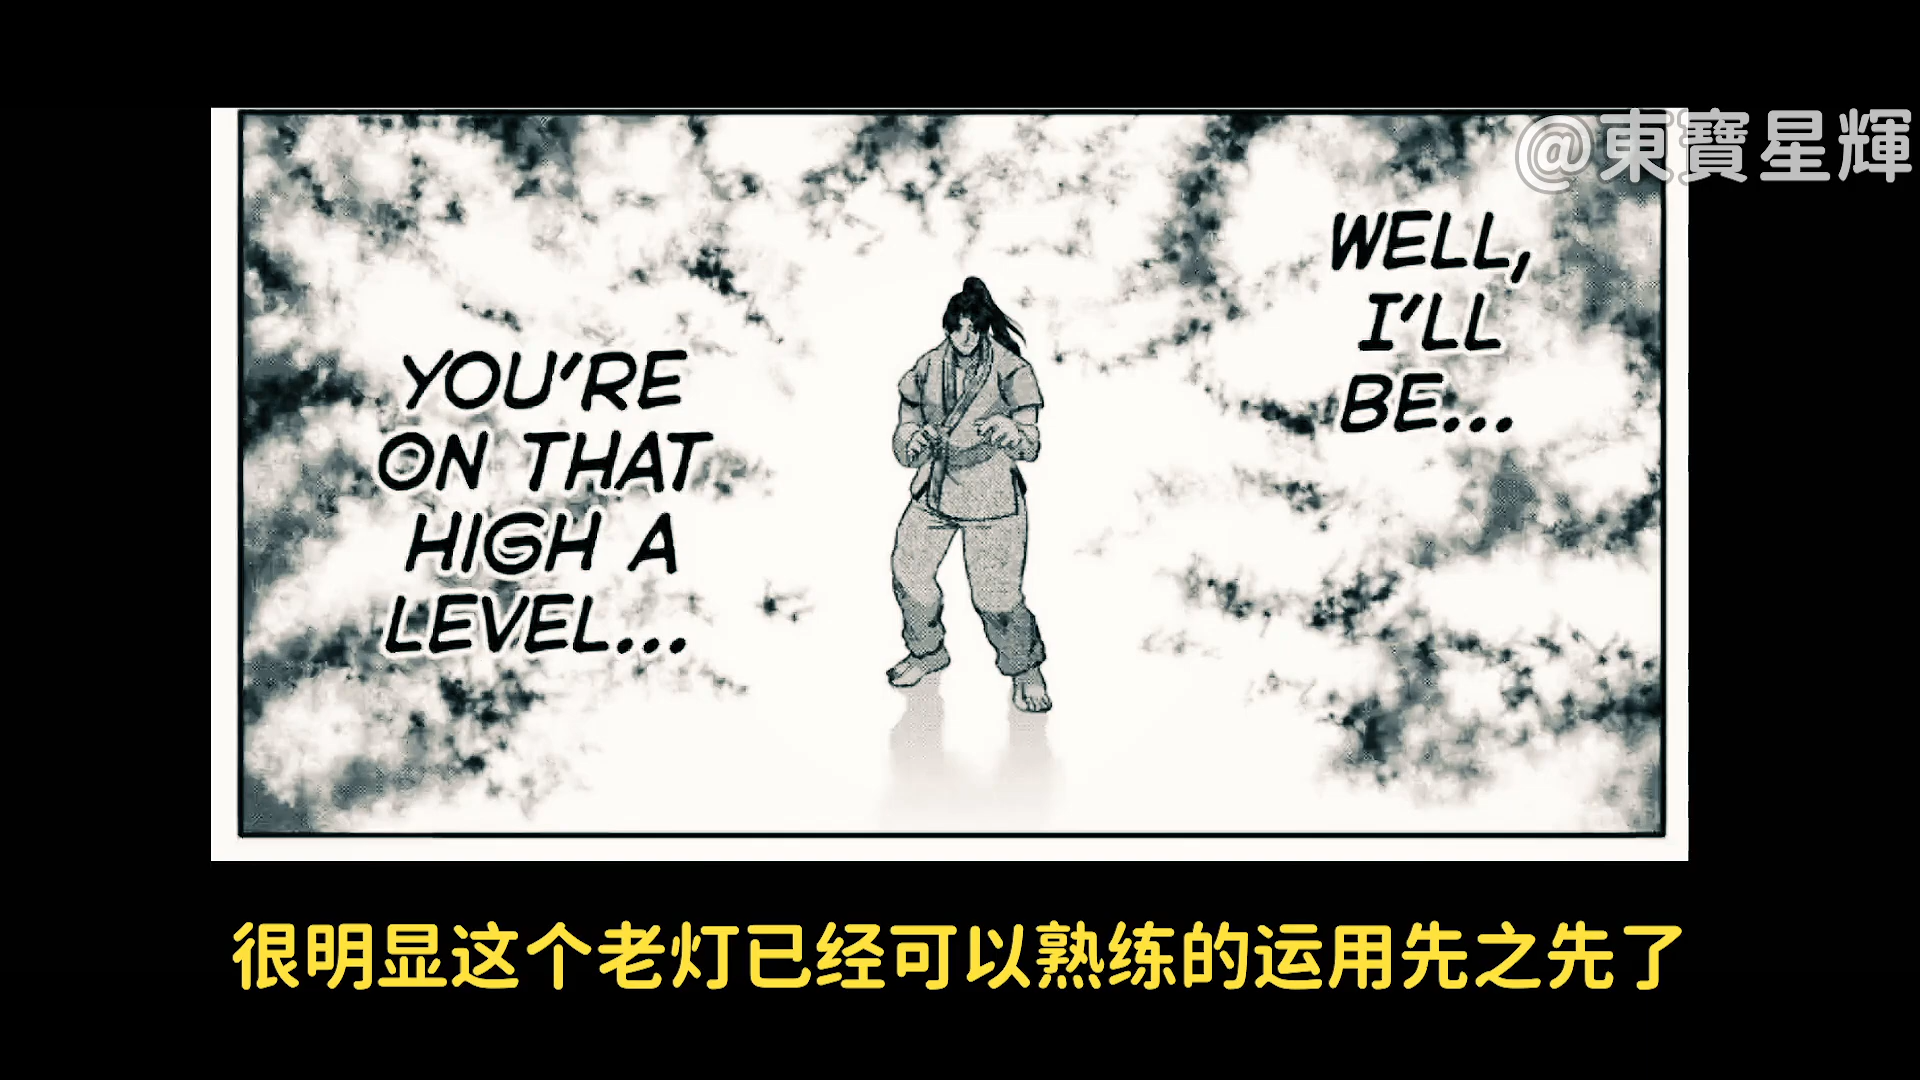 @東寶星輝
WELL,
I'LL
BE...
YOU'RE
ON THAT
HIGH A
LEVEL...
很明显这个老灯已经可以熟练的运用先之先了